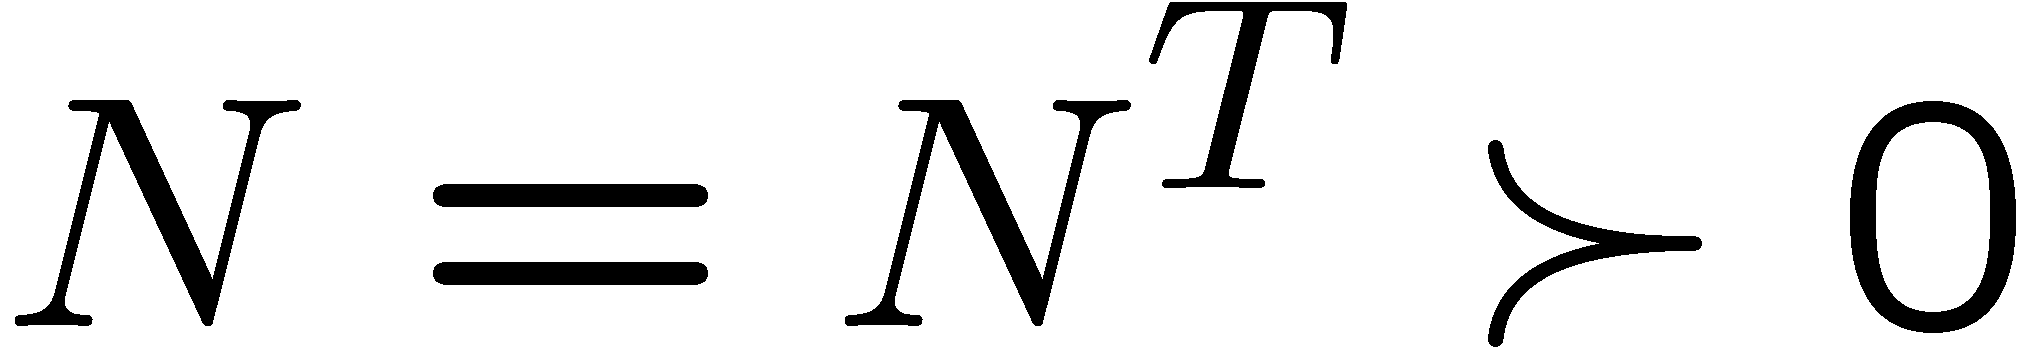 N = N^T ≻ 0